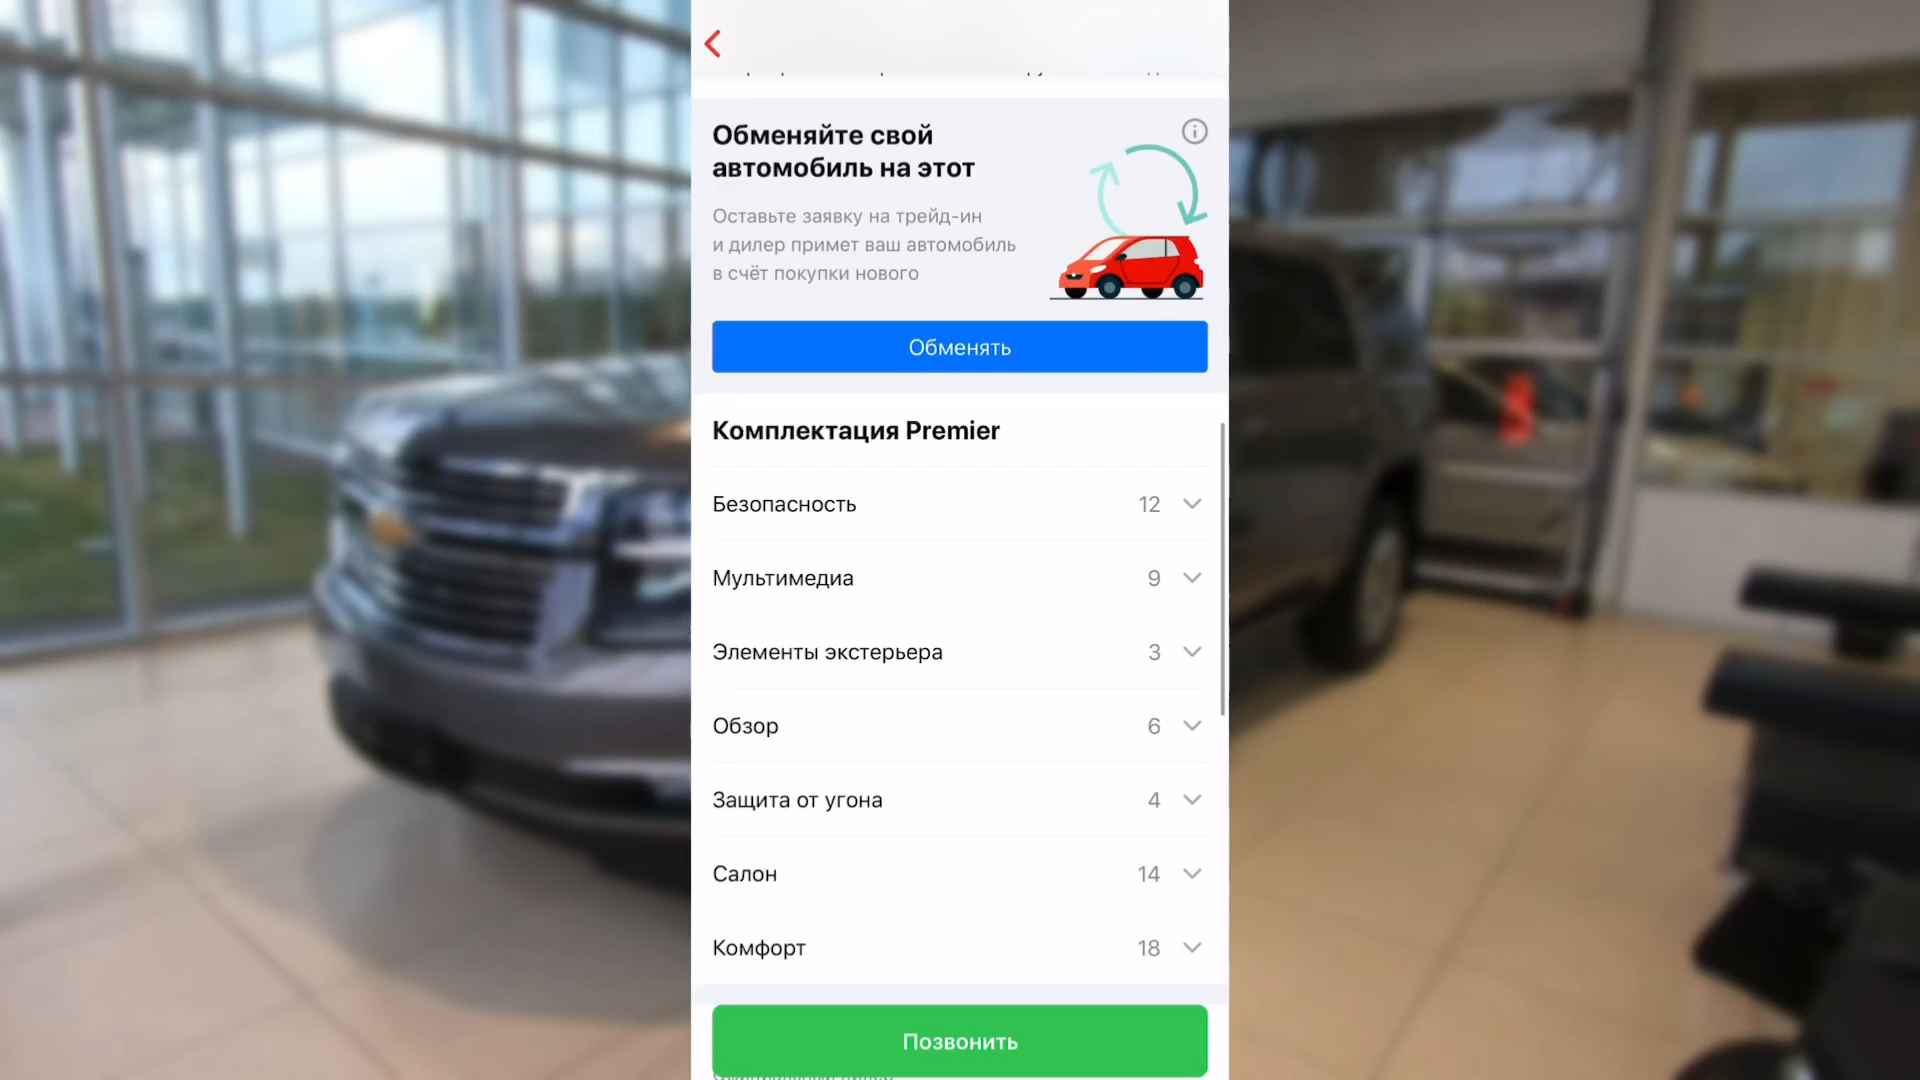 Обменяйте свой
автомобиль на этот
Оставьте заявку на трейд-ин
и дилер примет ваш автомобиль
в счёт покупки нового
Обменять
Комплектация Premier
Безопасность 12
Мультимедиа 9
Элементы экстерьера 3
Обзор 6
Защита от угона 4
Салон 14
Комфорт 18
Позвонить